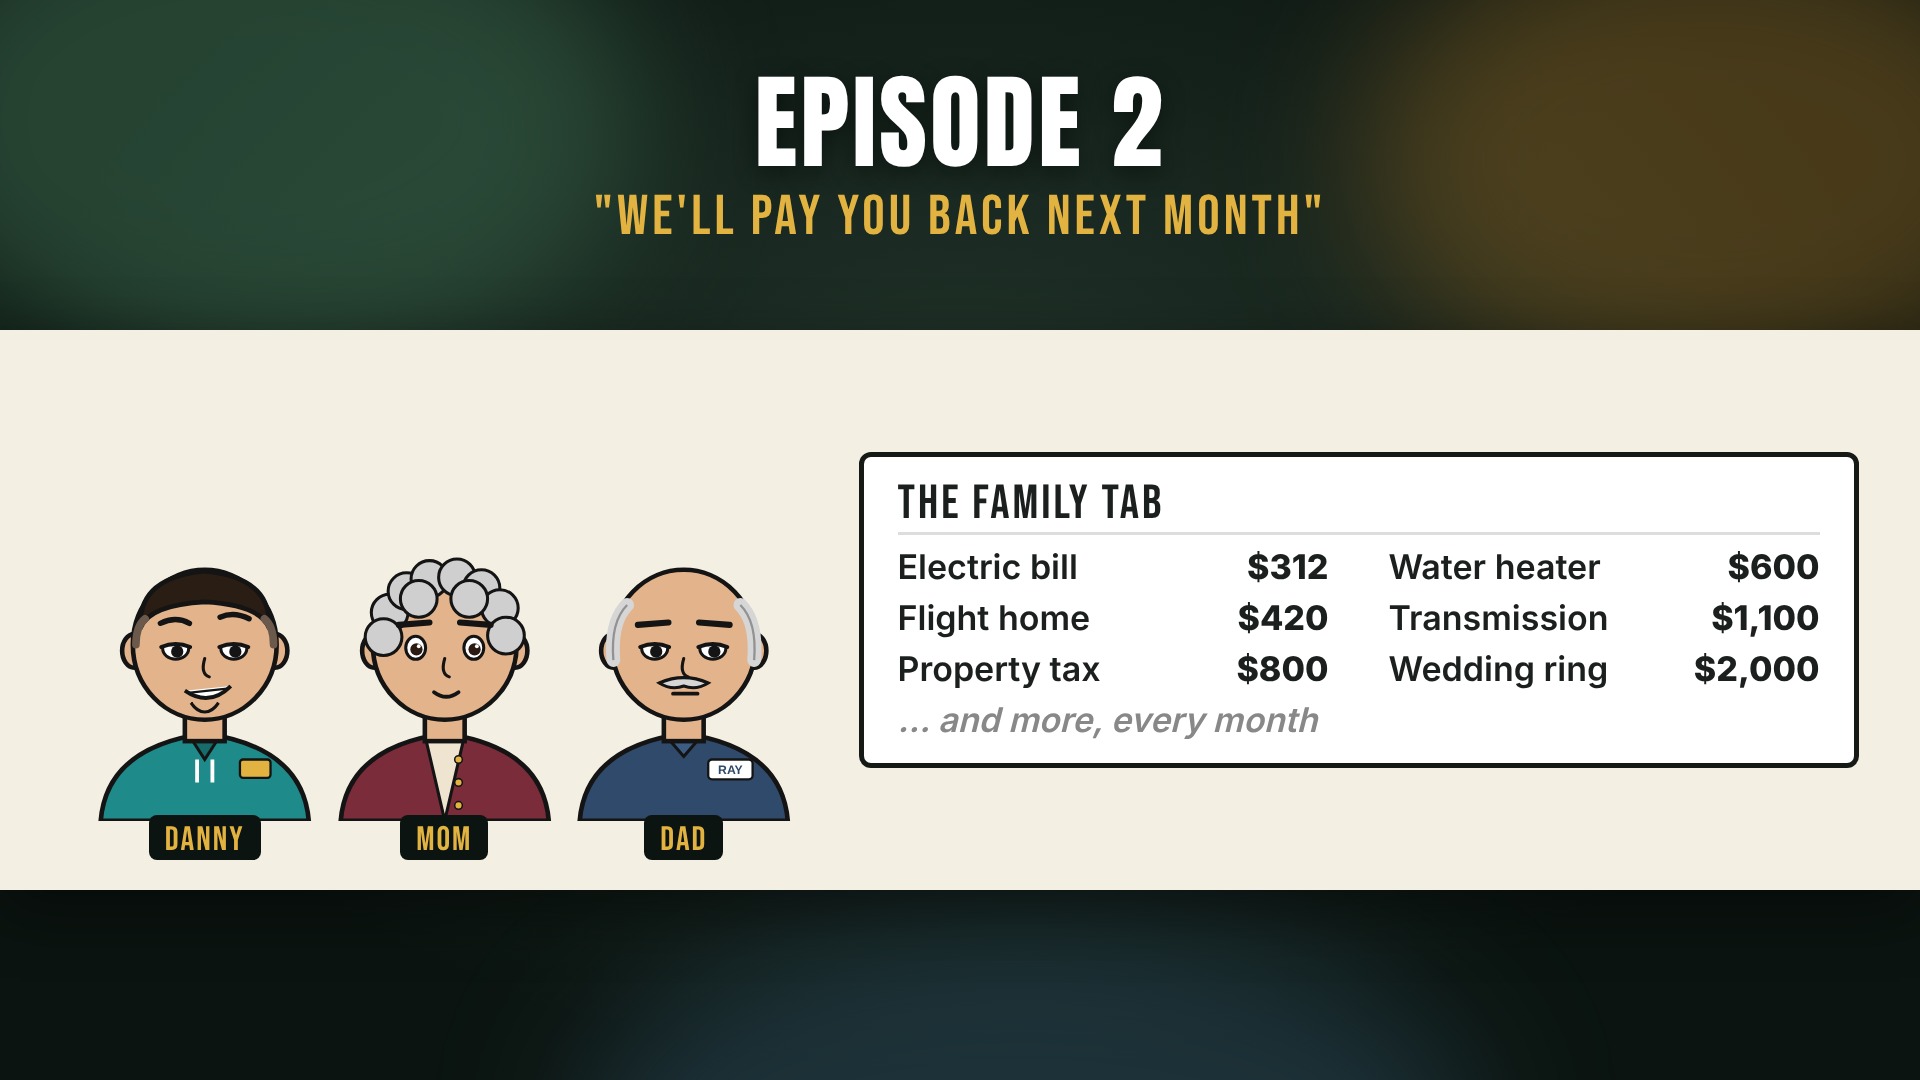 EPISODE 2
"WE'LL PAY YOU BACK NEXT MONTH"
THE FAMILY TAB
Electric bill $312 Water heater $600
Flight home $420 Transmission $1,100
Property tax $800 Wedding ring $2,000
... and more, every month
RAY
DANNY MOM DAD